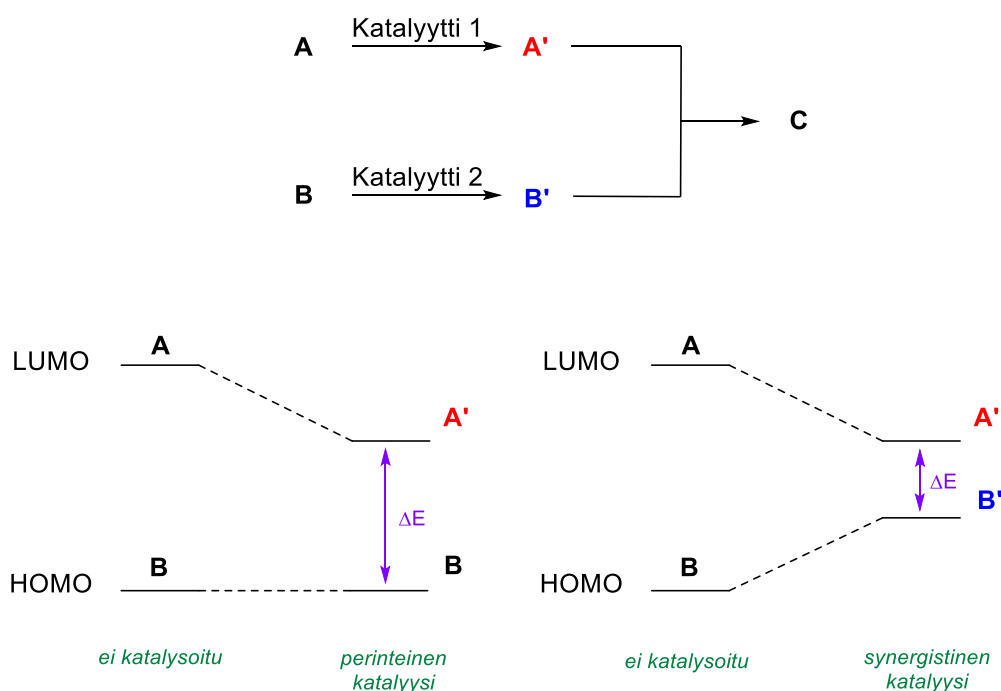 A Katalyytti 1 A'
C
B Katalyytti 2 B'
LUMO A A'
ΔE
HOMO B B
ei katalysoitu perinteinen
katalyysi
LUMO A A'
ΔE
B'
HOMO B
ei katalysoitu synergistinen
katalyysi